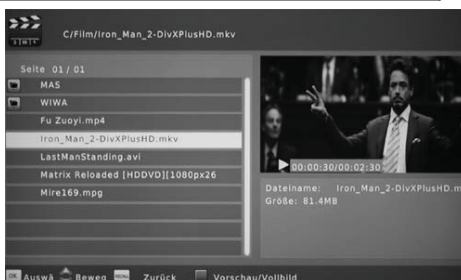 C/Film/Iron_Man_2-DivXPlusHD.mkv
Seite 01/01
MAS
WIWA
Fu Zuoyi.mp4
Iron_Man_2-DivXPlusHD.mkv
LastManStanding.avi
Matrix Reloaded [HDDVD][1080px26
Mire169.mpg
00:00:30/00:02:30
Dateiname: Iron_Man_2-DivXPlusHD.m
Größe: 81.4MB
OK Auswä Beweg RECALL Zurück Vorschau/Vollbild